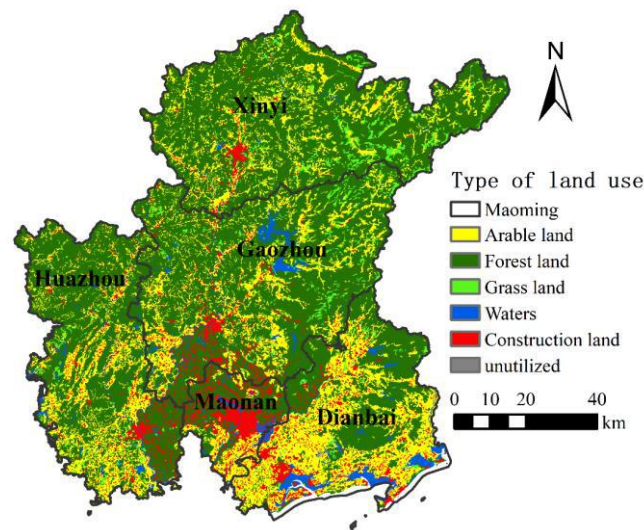 N
Xinyi
Gaozhou
Huazhou
Maonan
Dianbai
Type of land use
Maoming
Arable land
Forest land
Grass land
Waters
Construction land
unutilized
0 20 40
km